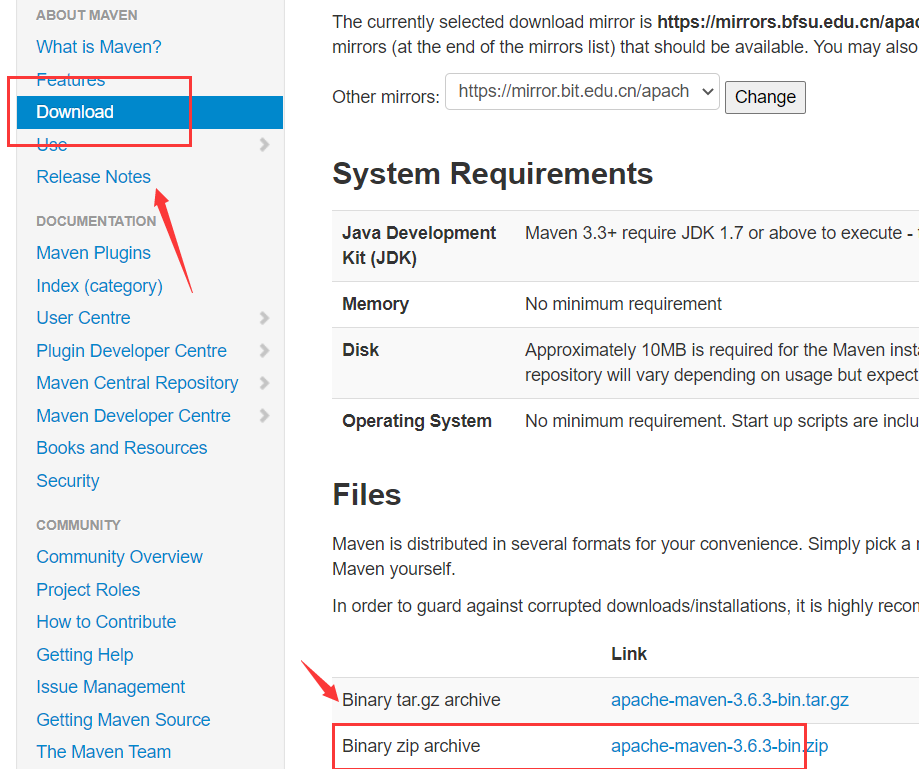 ABOUT MAVEN
What is Maven?
Features
Download
Use
Release Notes
DOCUMENTATION
Maven Plugins
Index (category)
User Centre
Plugin Developer Centre
Maven Central Repository
Maven Developer Centre
Books and Resources
Security
COMMUNITY
Community Overview
Project Roles
How to Contribute
Getting Help
Issue Management
Getting Maven Source
The Maven Team
The currently selected download mirror is https://mirrors.bfsu.edu.cn/apac
mirrors (at the end of the mirrors list) that should be available. You may also
Other mirrors: https://mirror.bit.edu.cn/apach Change
System Requirements
Java Development Maven 3.3+ require JDK 1.7 or above to execute -
Kit (JDK)
Memory No minimum requirement
Disk Approximately 10MB is required for the Maven insta
repository will vary depending on usage but expect
Operating System No minimum requirement. Start up scripts are inclu
Files
Maven is distributed in several formats for your convenience. Simply pick a
Maven yourself.
In order to guard against corrupted downloads/installations, it is highly recom
Link
Binary tar.gz archive apache-maven-3.6.3-bin.tar.gz
Binary zip archive apache-maven-3.6.3-bin.zip